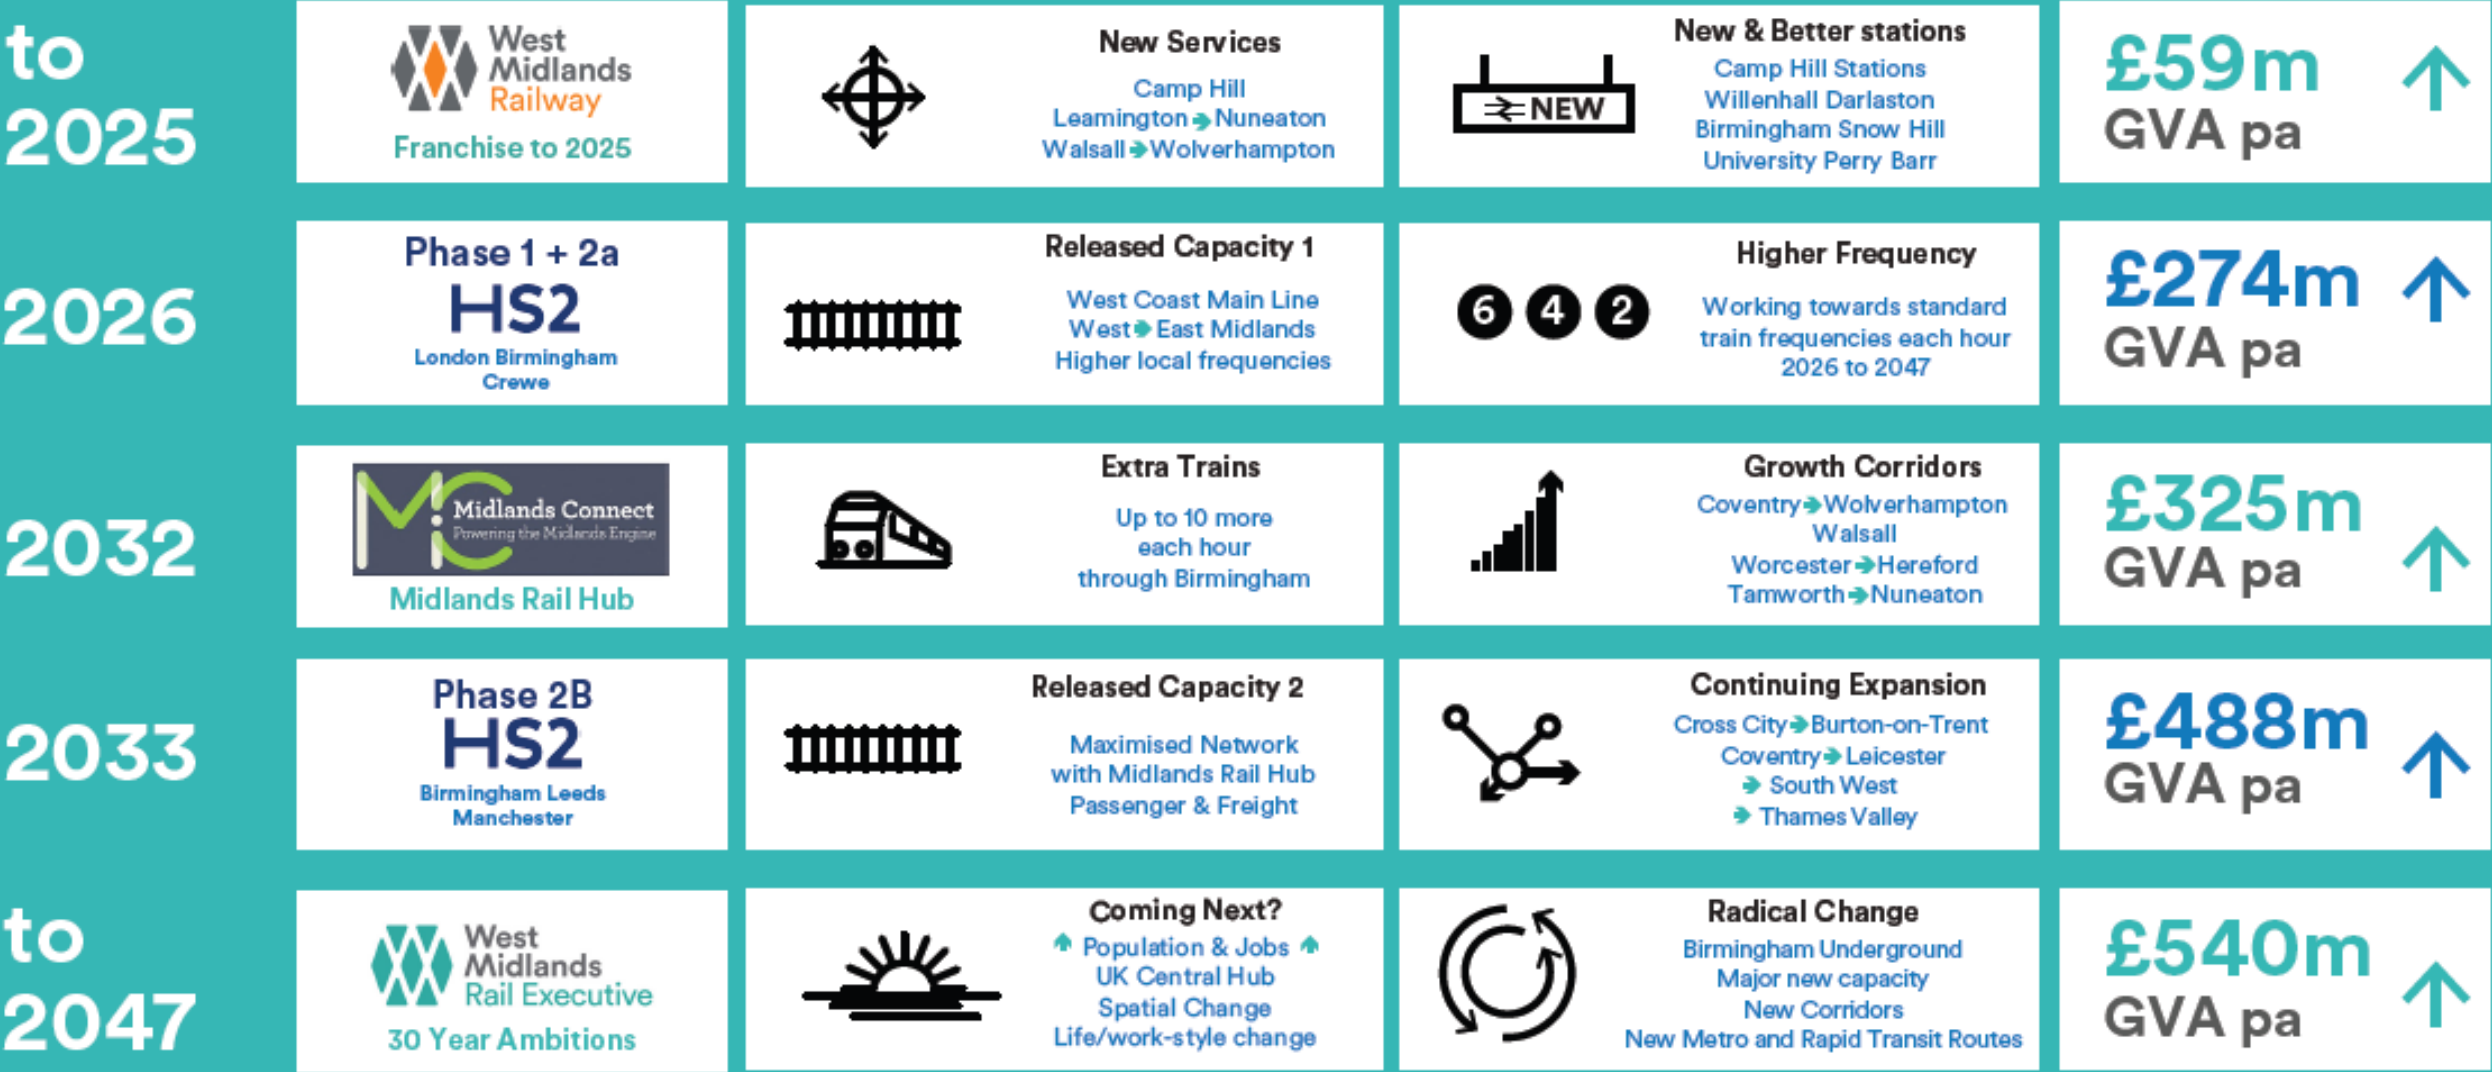 to
2025
West
Midlands
Railway
Franchise to 2025
New Services
Camp Hill
Leamington → Nuneaton
Walsall → Wolverhampton
NEW
New & Better stations
Camp Hill Stations
Willenhall Darlaston
Birmingham Snow Hill
University Perry Barr
£59m
GVA pa
2026
Phase 1 + 2a
HS2
London Birmingham
Crewe
Released Capacity 1
West Coast Main Line
West → East Midlands
Higher local frequencies
6 4 2
Higher Frequency
Working towards standard
train frequencies each hour
2026 to 2047
£274m
GVA pa
2032
MC
Midlands Connect
Powering the Midlands Engine
Midlands Rail Hub
Extra Trains
Up to 10 more
each hour
through Birmingham
Growth Corridors
Coventry → Wolverhampton
Walsall
Worcester → Hereford
Tamworth → Nuneaton
£325m
GVA pa
2033
Phase 2B
HS2
Birmingham Leeds
Manchester
Released Capacity 2
Maximised Network
with Midlands Rail Hub
Passenger & Freight
Continuing Expansion
Cross City → Burton-on-Trent
Coventry → Leicester
→ South West
→ Thames Valley
£488m
GVA pa
to
2047
West
Midlands
Rail Executive
30 Year Ambitions
Coming Next?
↑ Population & Jobs ↑
UK Central Hub
Spatial Change
Life/work-style change
Radical Change
Birmingham Underground
Major new capacity
New Corridors
New Metro and Rapid Transit Routes
£540m
GVA pa